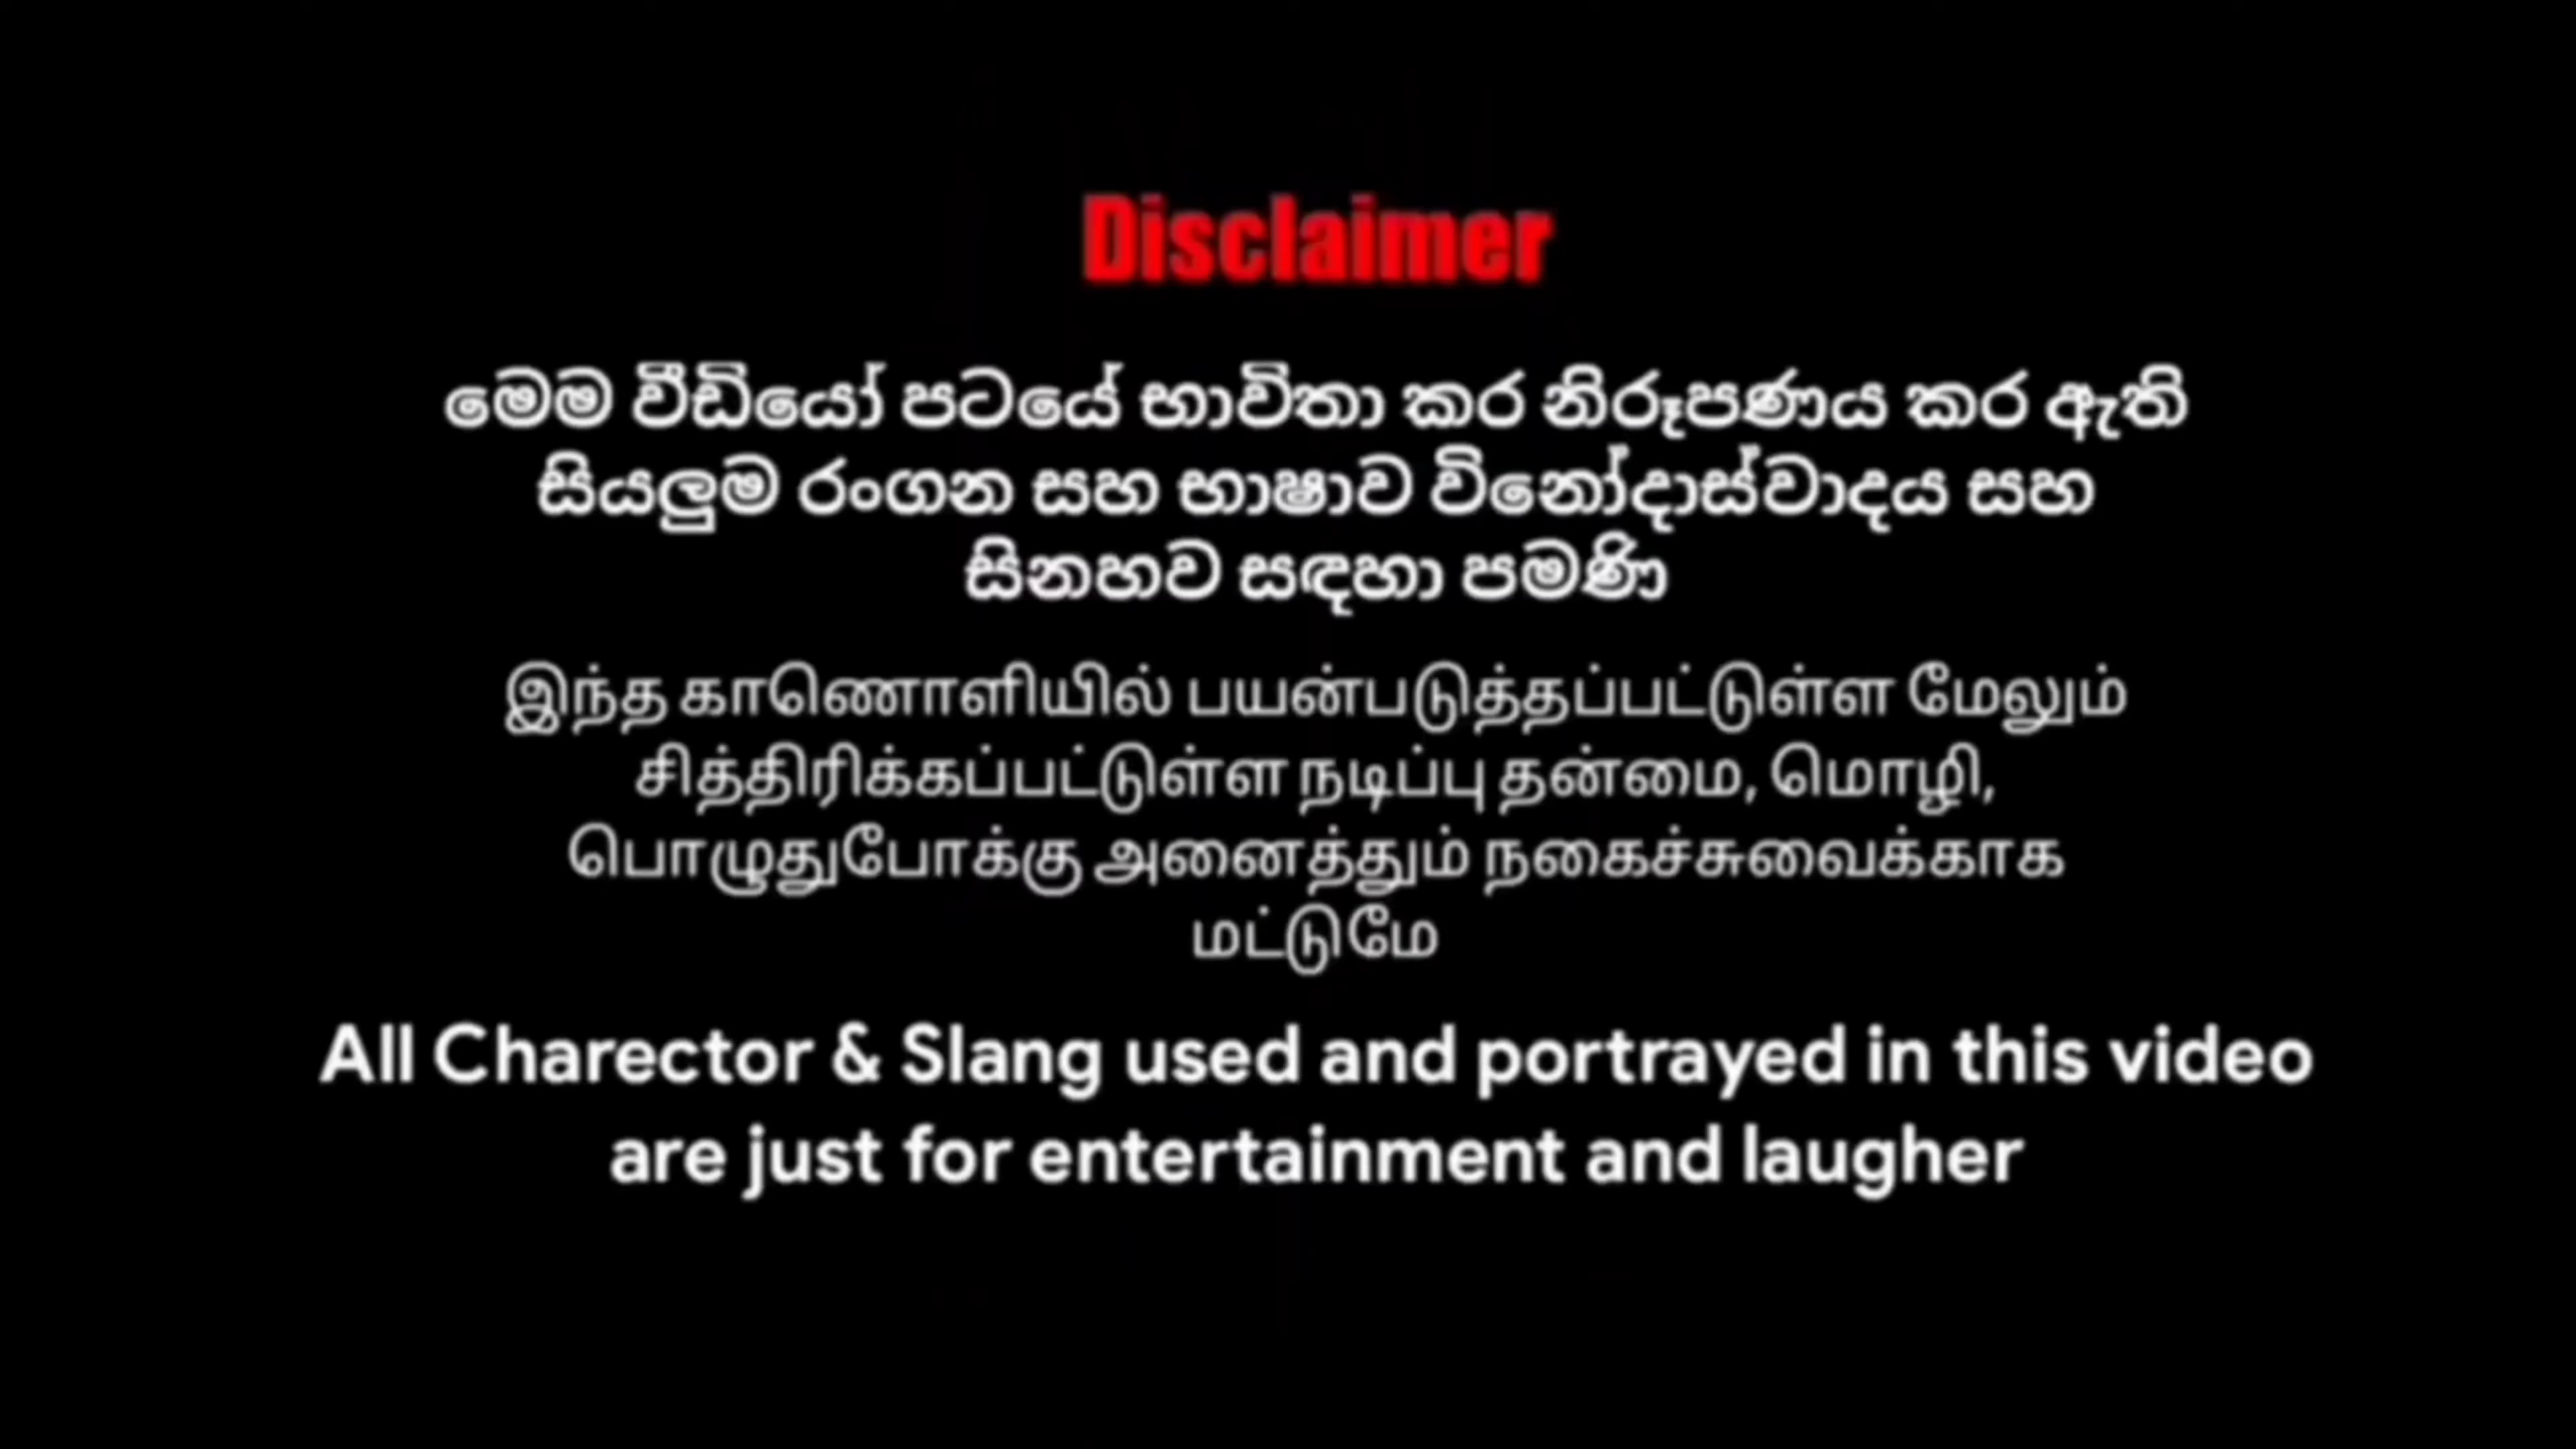 Disclaimer
මෙම වීඩියෝ පටයේ භාවිතා කර නිරූපණය කර ඇති
සියලුම රංගන සහ භාෂාව විනෝදාස්වාදය සහ
සිනහව සඳහා පමණි
இந்த காணொளியில் பயன்படுத்தப்பட்டுள்ள மேலும்
சித்திரிக்கப்பட்டுள்ள நடிப்பு தன்மை, மொழி,
பொழுதுபோக்கு அனைத்தும் நகைச்சுவைக்காக
மட்டுமே
All Charector & Slang used and portrayed in this video
are just for entertainment and laugher